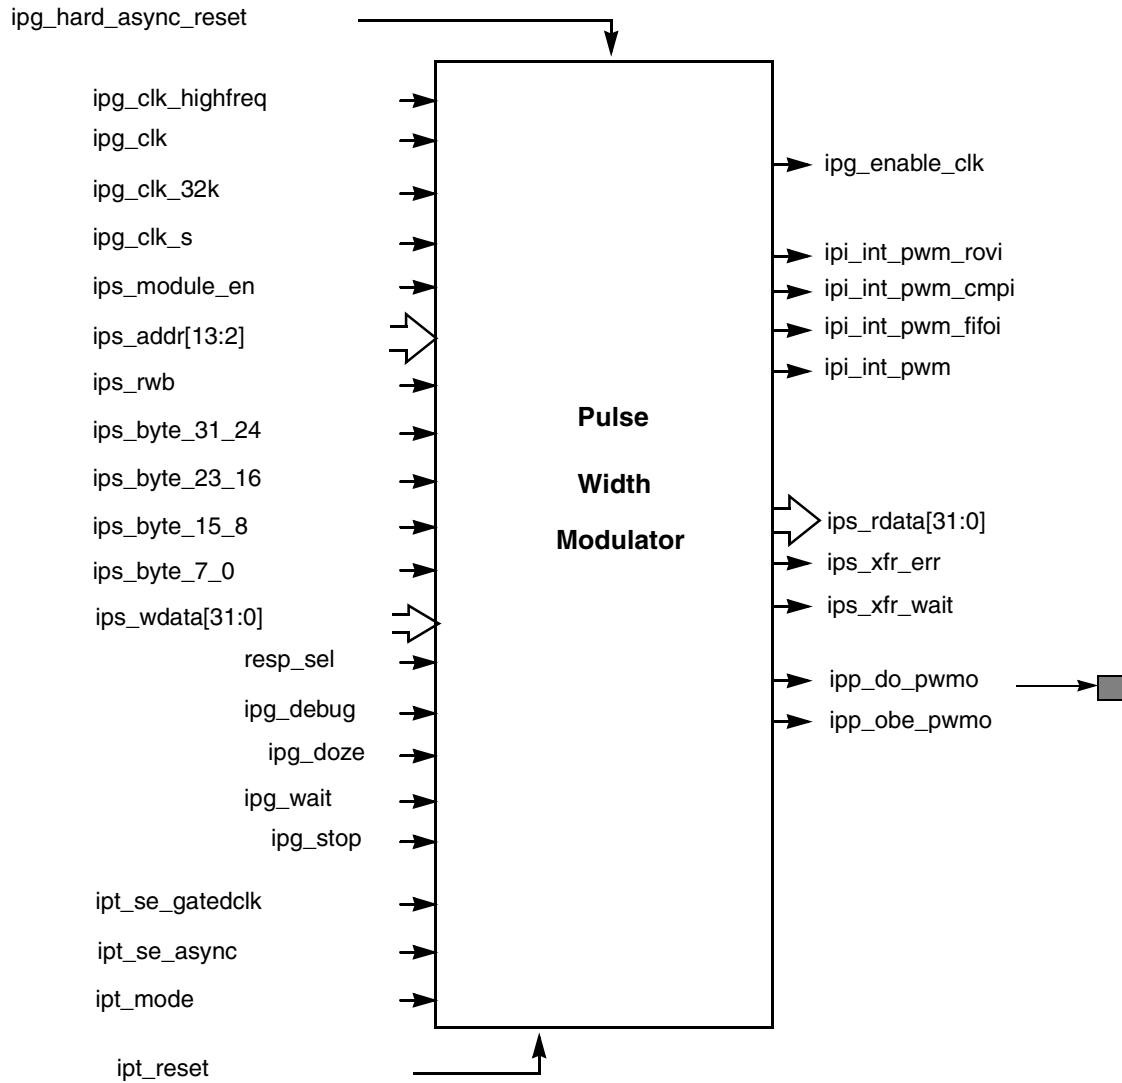 ipg_hard_async_reset
ipg_clk_highfreq
ipg_clk
ipg_clk_32k
ipg_clk_s
ips_module_en
ips_addr[13:2]
ips_rwb
ips_byte_31_24
ips_byte_23_16
ips_byte_15_8
ips_byte_7_0
ips_wdata[31:0]
resp_sel
ipg_debug
ipg_doze
ipg_wait
ipg_stop
ipt_se_gatedclk
ipt_se_async
ipt_mode
ipt_reset
Pulse
Width
Modulator
ipg_enable_clk
ipi_int_pwm_rovi
ipi_int_pwm_cmpi
ipi_int_pwm_fifoi
ipi_int_pwm
ips_rdata[31:0]
ips_xfr_err
ips_xfr_wait
ipp_do_pwmo
ipp_obe_pwmo